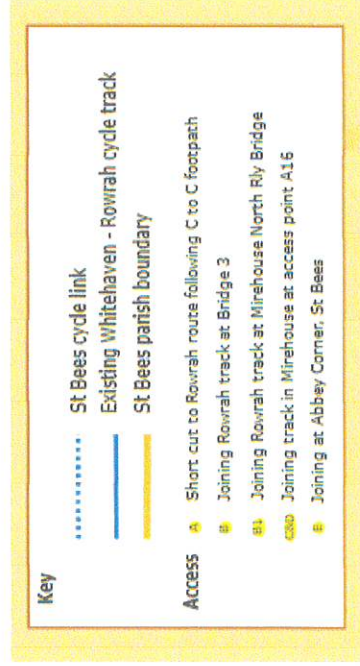 Key
St Bees cycle link
Existing Whitehaven - Rowrah cycle track
St Bees parish boundary
Access
A Short cut to Rowrah route following C to C footpath
B Joining Rowrah track at Bridge 3
B1 Joining Rowrah track at Mirehouse North Rly Bridge
C&D Joining track in Mirehouse at access point A16
E Joining at Abbey Corner, St Bees